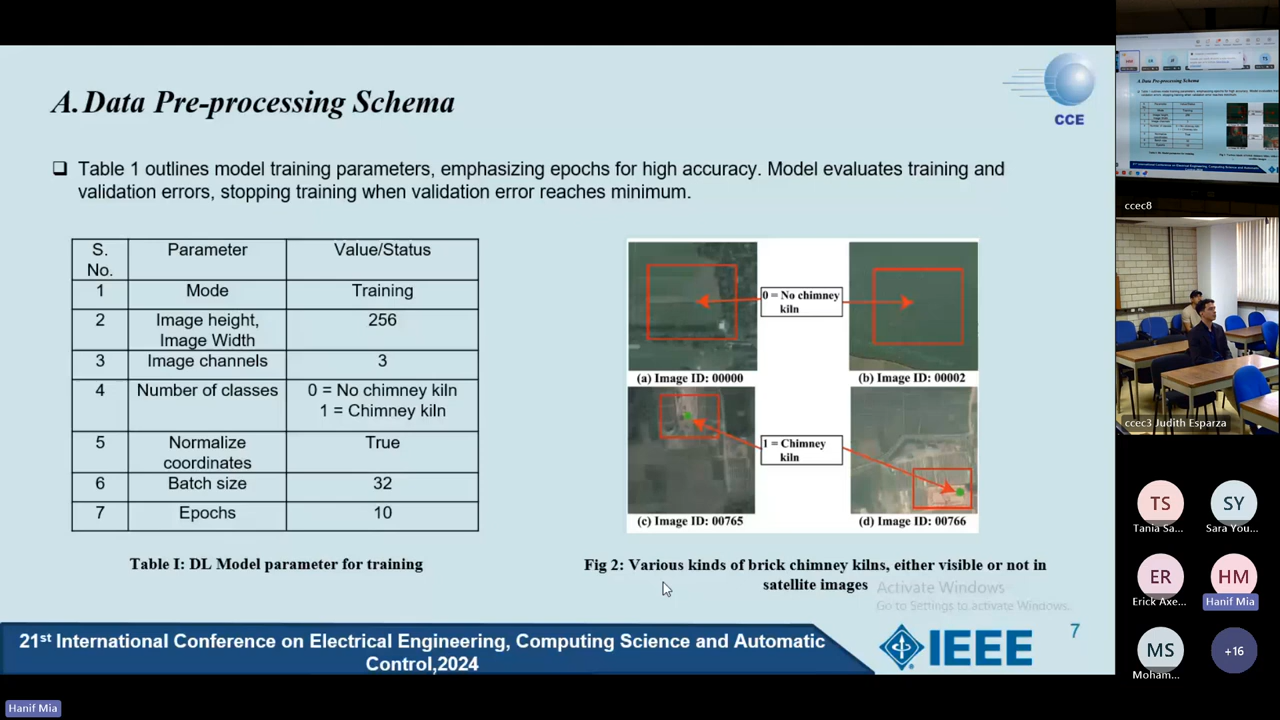 A. Data Pre-processing Schema
CCE
Table 1 outlines model training parameters, emphasizing epochs for high accuracy. Model evaluates training and
validation errors, stopping training when validation error reaches minimum.
S. No. Parameter Value/Status
1 Mode Training
2 Image height, Image Width 256
3 Image channels 3
4 Number of classes 0 = No chimney kiln 1 = Chimney kiln
5 Normalize coordinates True
6 Batch size 32
7 Epochs 10
Table I: DL Model parameter for training
0 = No chimney
kiln
(a) Image ID: 00000
(b) Image ID: 00002
1 = Chimney
kiln
(c) Image ID: 00765
(d) Image ID: 00766
Fig 2: Various kinds of brick chimney kilns, either visible or not in
satellite images
Activate Windows
Go to Settings to activate Windows.
21st International Conference on Electrical Engineering, Computing Science and Automatic
Control,2024
IEEE
7
Hanif Mia
A. Data Pre-processing Schema
ccec8
ccec3 Judith Esparza
TS
Tania Sa...
SY
Sara You...
ER
Erick Axe...
HM
Hanif Mia
MS
Moham...
+16